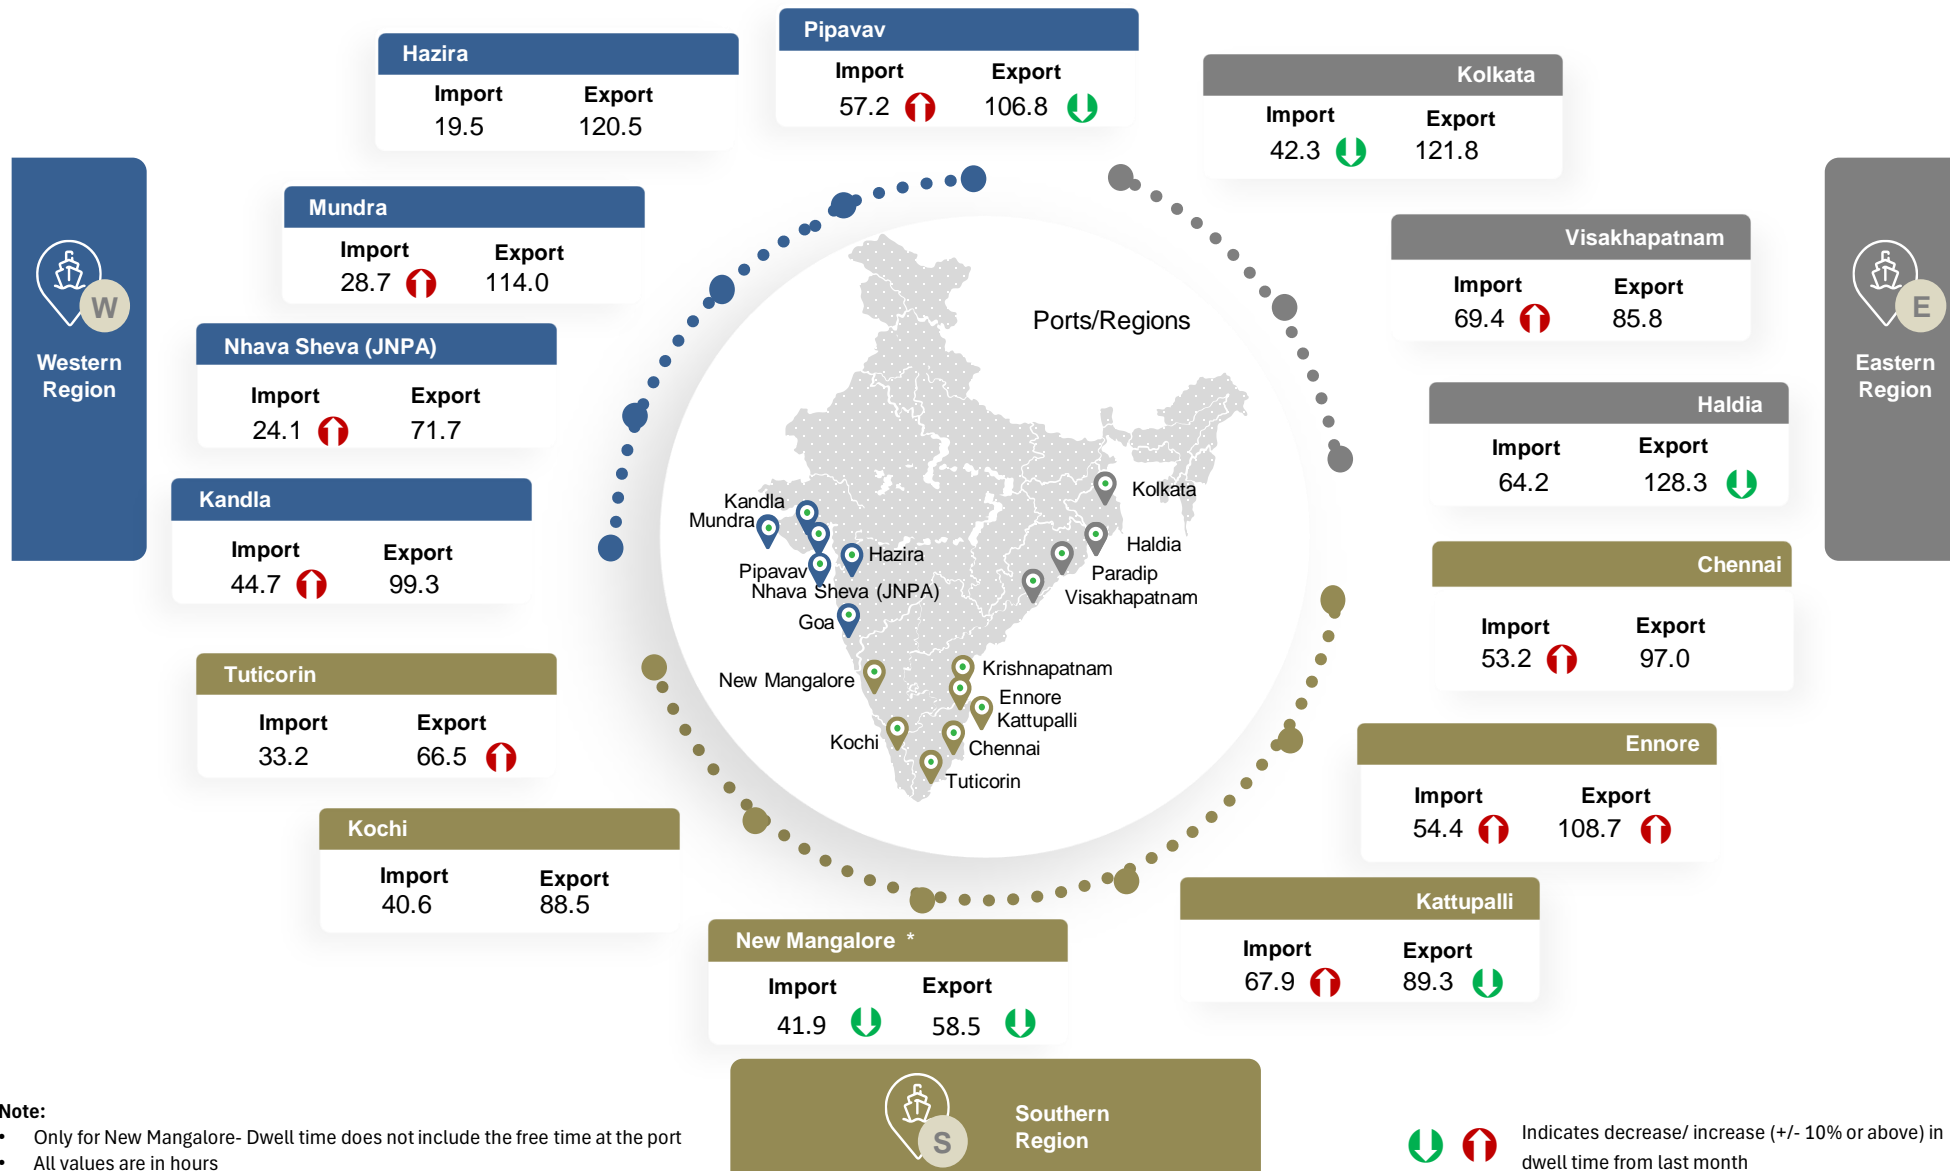 Hazira
Import Export
19.5 120.5
Pipavav
Import Export
57.2 106.8
Kolkata
Import Export
42.3 121.8
Mundra
Import Export
28.7 114.0
Visakhapatnam
Import Export
69.4 85.8
W
Western
Region
E
Eastern
Region
Nhava Sheva (JNPA)
Import Export
24.1 71.7
Haldia
Import Export
64.2 128.3
Kandla
Import Export
44.7 99.3
Chennai
Import Export
53.2 97.0
Tuticorin
Import Export
33.2 66.5
Ennore
Import Export
54.4 108.7
Kochi
Import Export
40.6 88.5
Kattupalli
Import Export
67.9 89.3
New Mangalore *
Import Export
41.9 58.5
Ports/Regions
Kandla
Mundra
Kolkata
Hazira
Haldia
Pipavav
Paradip
Nhava Sheva (JNPA)
Visakhapatnam
Goa
New Mangalore
Krishnapatnam
Ennore
Kattupalli
Kochi
Chennai
Tuticorin
S
Southern
Region
Note:
• Only for New Mangalore- Dwell time does not include the free time at the port
• All values are in hours
Indicates decrease/ increase (+/- 10% or above) in
dwell time from last month